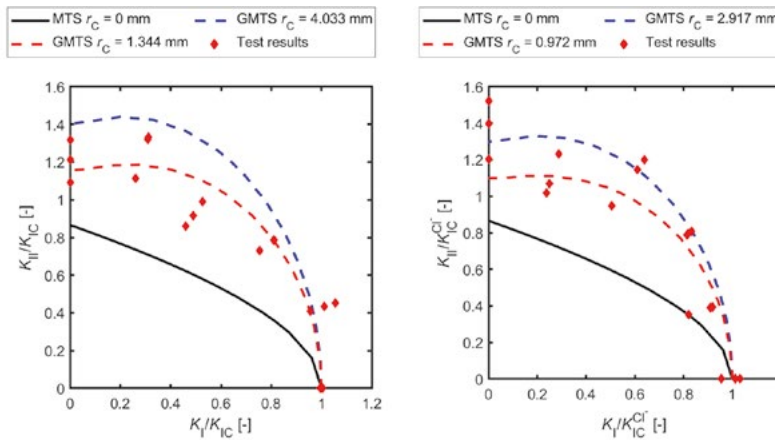 MTS r_C = 0 mm
GMTS r_C = 4.033 mm
GMTS r_C = 1.344 mm
Test results
1.6
1.4
1.2
1
0.8
0.6
0.4
0.2
0
K_II/K_IC [-]
0 0.2 0.4 0.6 0.8 1 1.2
K_I/K_IC [-]
MTS r_C = 0 mm
GMTS r_C = 2.917 mm
GMTS r_C = 0.972 mm
Test results
1.6
1.4
1.2
1
0.8
0.6
0.4
0.2
0
K_II/K_IC^Cl- [-]
0 0.2 0.4 0.6 0.8 1
K_I/K_IC^Cl- [-]